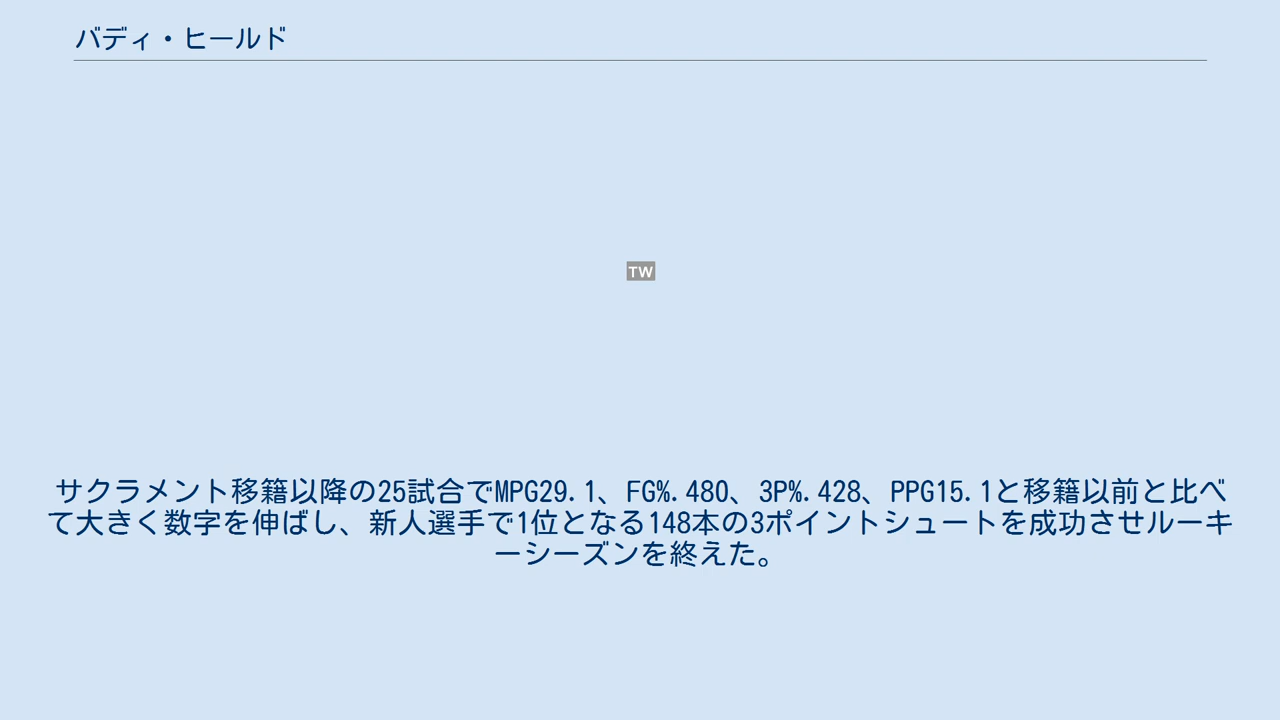 バディ・ヒールド
TW
サクラメント移籍以降の25試合でMPG29.1、FG%.480、3P%.428、PPG15.1と移籍以前と比べ
て大きく数字を伸ばし、新人選手で1位となる148本の3ポイントシュートを成功させルーキ
ーシーズンを終えた。